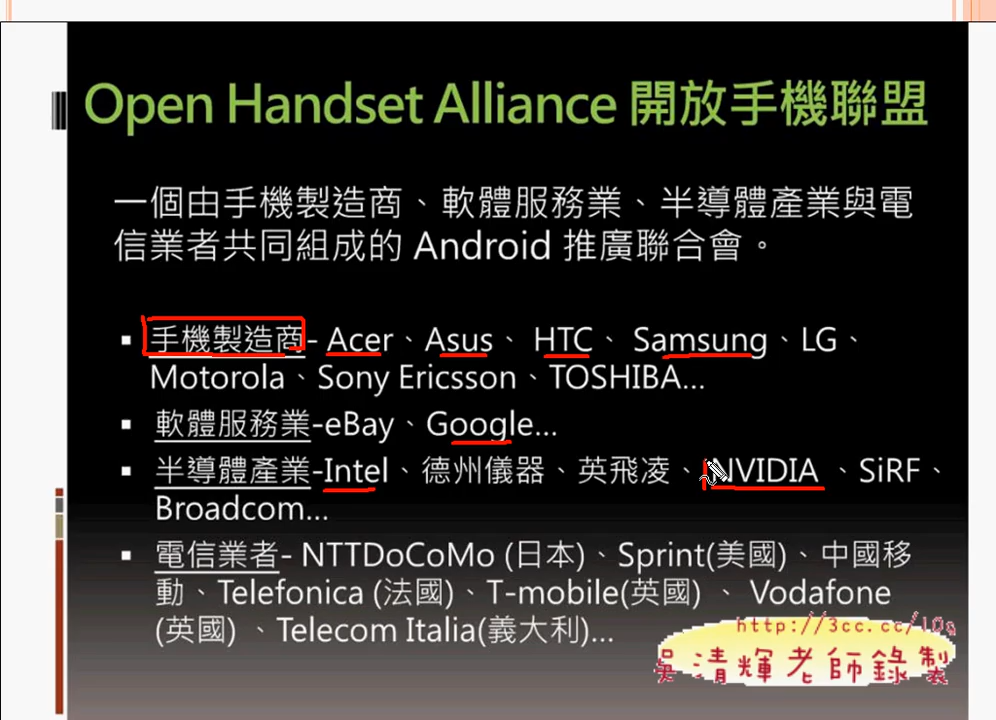 Open Handset Alliance 開放手機聯盟
一個由手機製造商、軟體服務業、半導體產業與電
信業者共同組成的 Android 推廣聯合會。
▪ 手機製造商- Acer、Asus、 HTC、 Samsung、LG、
Motorola、Sony Ericsson、TOSHIBA…
▪ 軟體服務業-eBay、Google…
▪ 半導體產業-Intel、德州儀器、英飛凌、NVIDIA 、SiRF、
Broadcom…
▪ 電信業者- NTTDoCoMo (日本)、Sprint(美國)、中國移
動、Telefonica (法國)、T-mobile(英國) 、 Vodafone
(英國) 、Telecom Italia(義大利)…
http://3cc.cc/10a
吳清輝老師錄製